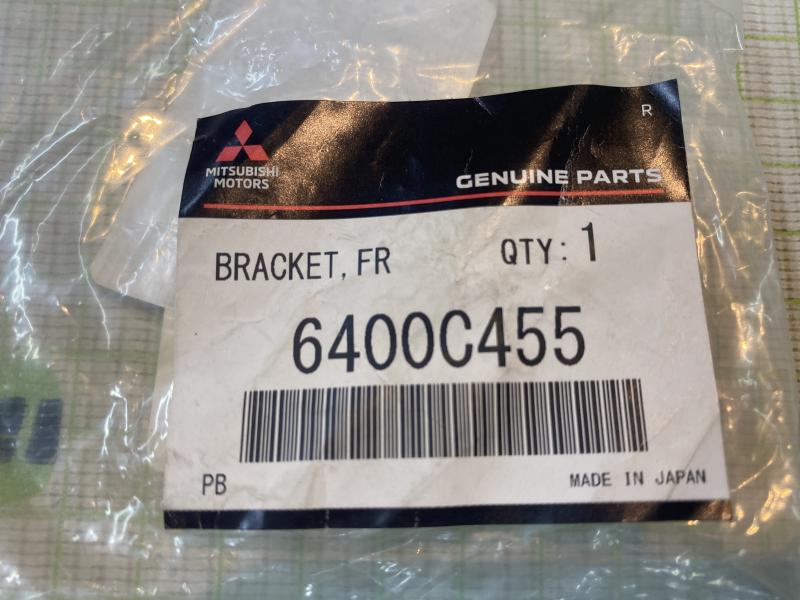 R
MITSUBISHI
MOTORS
GENUINE PARTS
BRACKET, FR
QTY: 1
6400C455
PB
MADE IN JAPAN